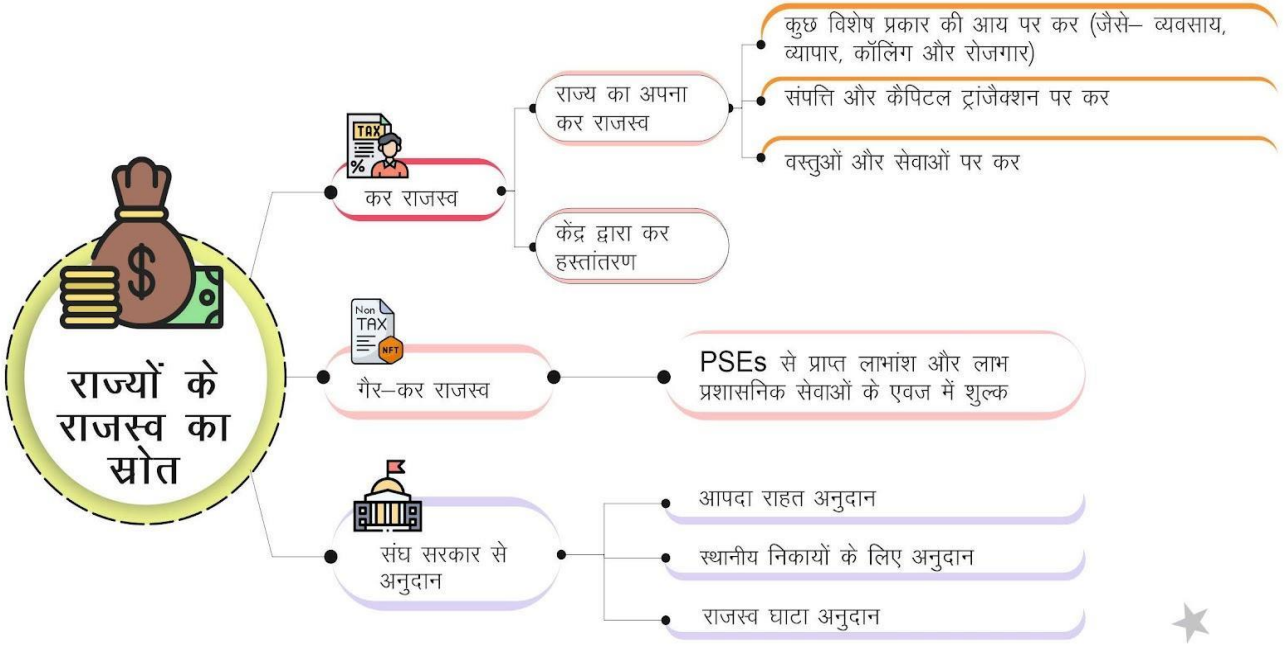 राज्यों के
राजस्व का
स्रोत
TAX
%
कर राजस्व
राज्य का अपना
कर राजस्व
कुछ विशेष प्रकार की आय पर कर (जैसे– व्यवसाय,
व्यापार, कॉलिंग और रोजगार)
संपत्ति और कैपिटल ट्रांजैक्शन पर कर
वस्तुओं और सेवाओं पर कर
केंद्र द्वारा कर
हस्तांतरण
Non
TAX
NFT
गैर–कर राजस्व
PSEs से प्राप्त लाभांश और लाभ
प्रशासनिक सेवाओं के एवज में शुल्क
संघ सरकार से
अनुदान
आपदा राहत अनुदान
स्थानीय निकायों के लिए अनुदान
राजस्व घाटा अनुदान